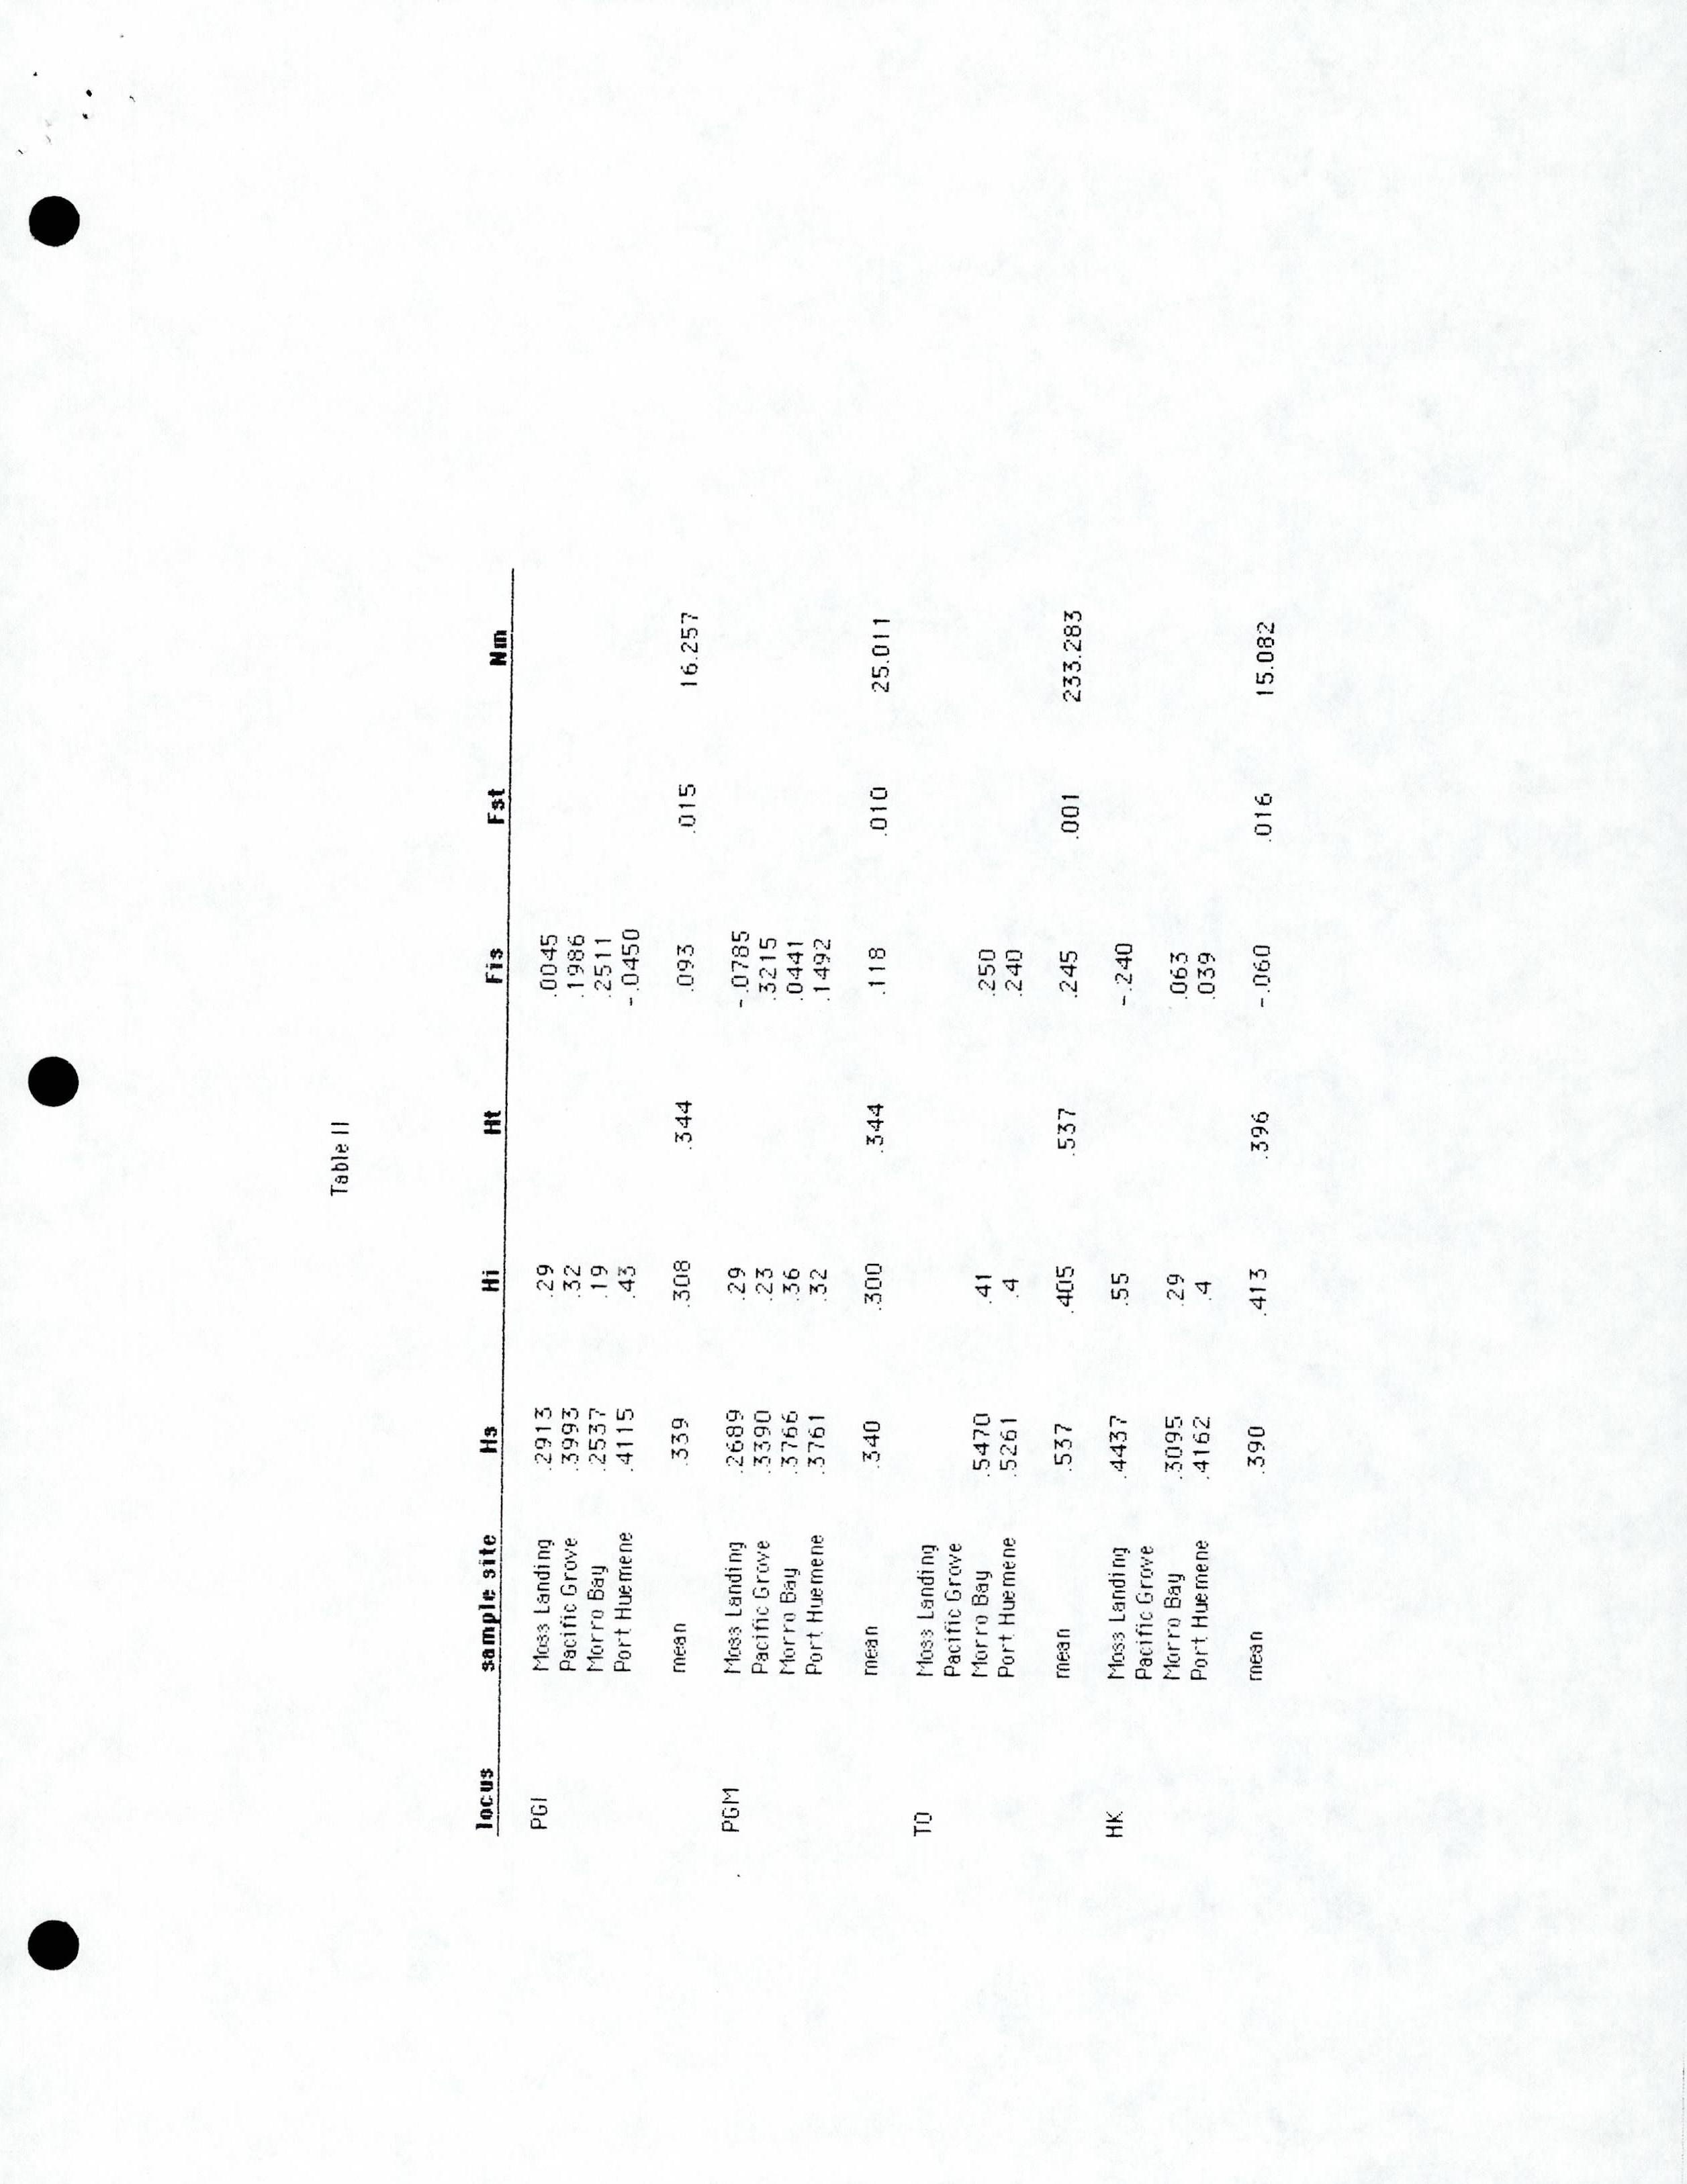 Table II
locus sample site Hs Hi Ht Fis Fst Nm
PGI Moss Landing .2913 .29 .0045
Pacific Grove .3993 .32 .1986
Morro Bay .2537 .19 .2511
Port Huemene .4115 .43 -.0450
mean .339 .308 .344 .093 .015 16.257
PGM Moss Landing .2689 .29 -.0785
Pacific Grove .3390 .23 .3215
Morro Bay .3766 .36 .0441
Port Huemene .3761 .32 .1492
mean .340 .300 .344 .118 .010 25.011
TO Moss Landing
Pacific Grove
Morro Bay .5470 .41 .250
Port Huemene .5261 .4 .240
mean .537 .405 .537 .245 .001 233.283
HK Moss Landing .4437 .55 -.240
Pacific Grove
Morro Bay .3095 .29 .063
Port Huemene .4162 .4 .039
mean .390 .413 .396 -.060 .016 15.082